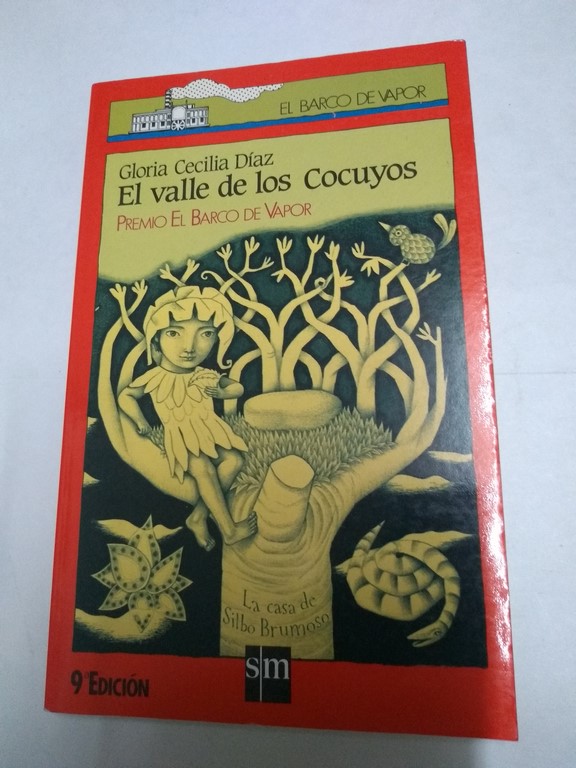 EL BARCO DE VAPOR
Gloria Cecilia Díaz
El valle de los Cocuyos
PREMIO EL BARCO DE VAPOR
La casa de
Silbo Brumoso
sm
9ª EDICIÓN